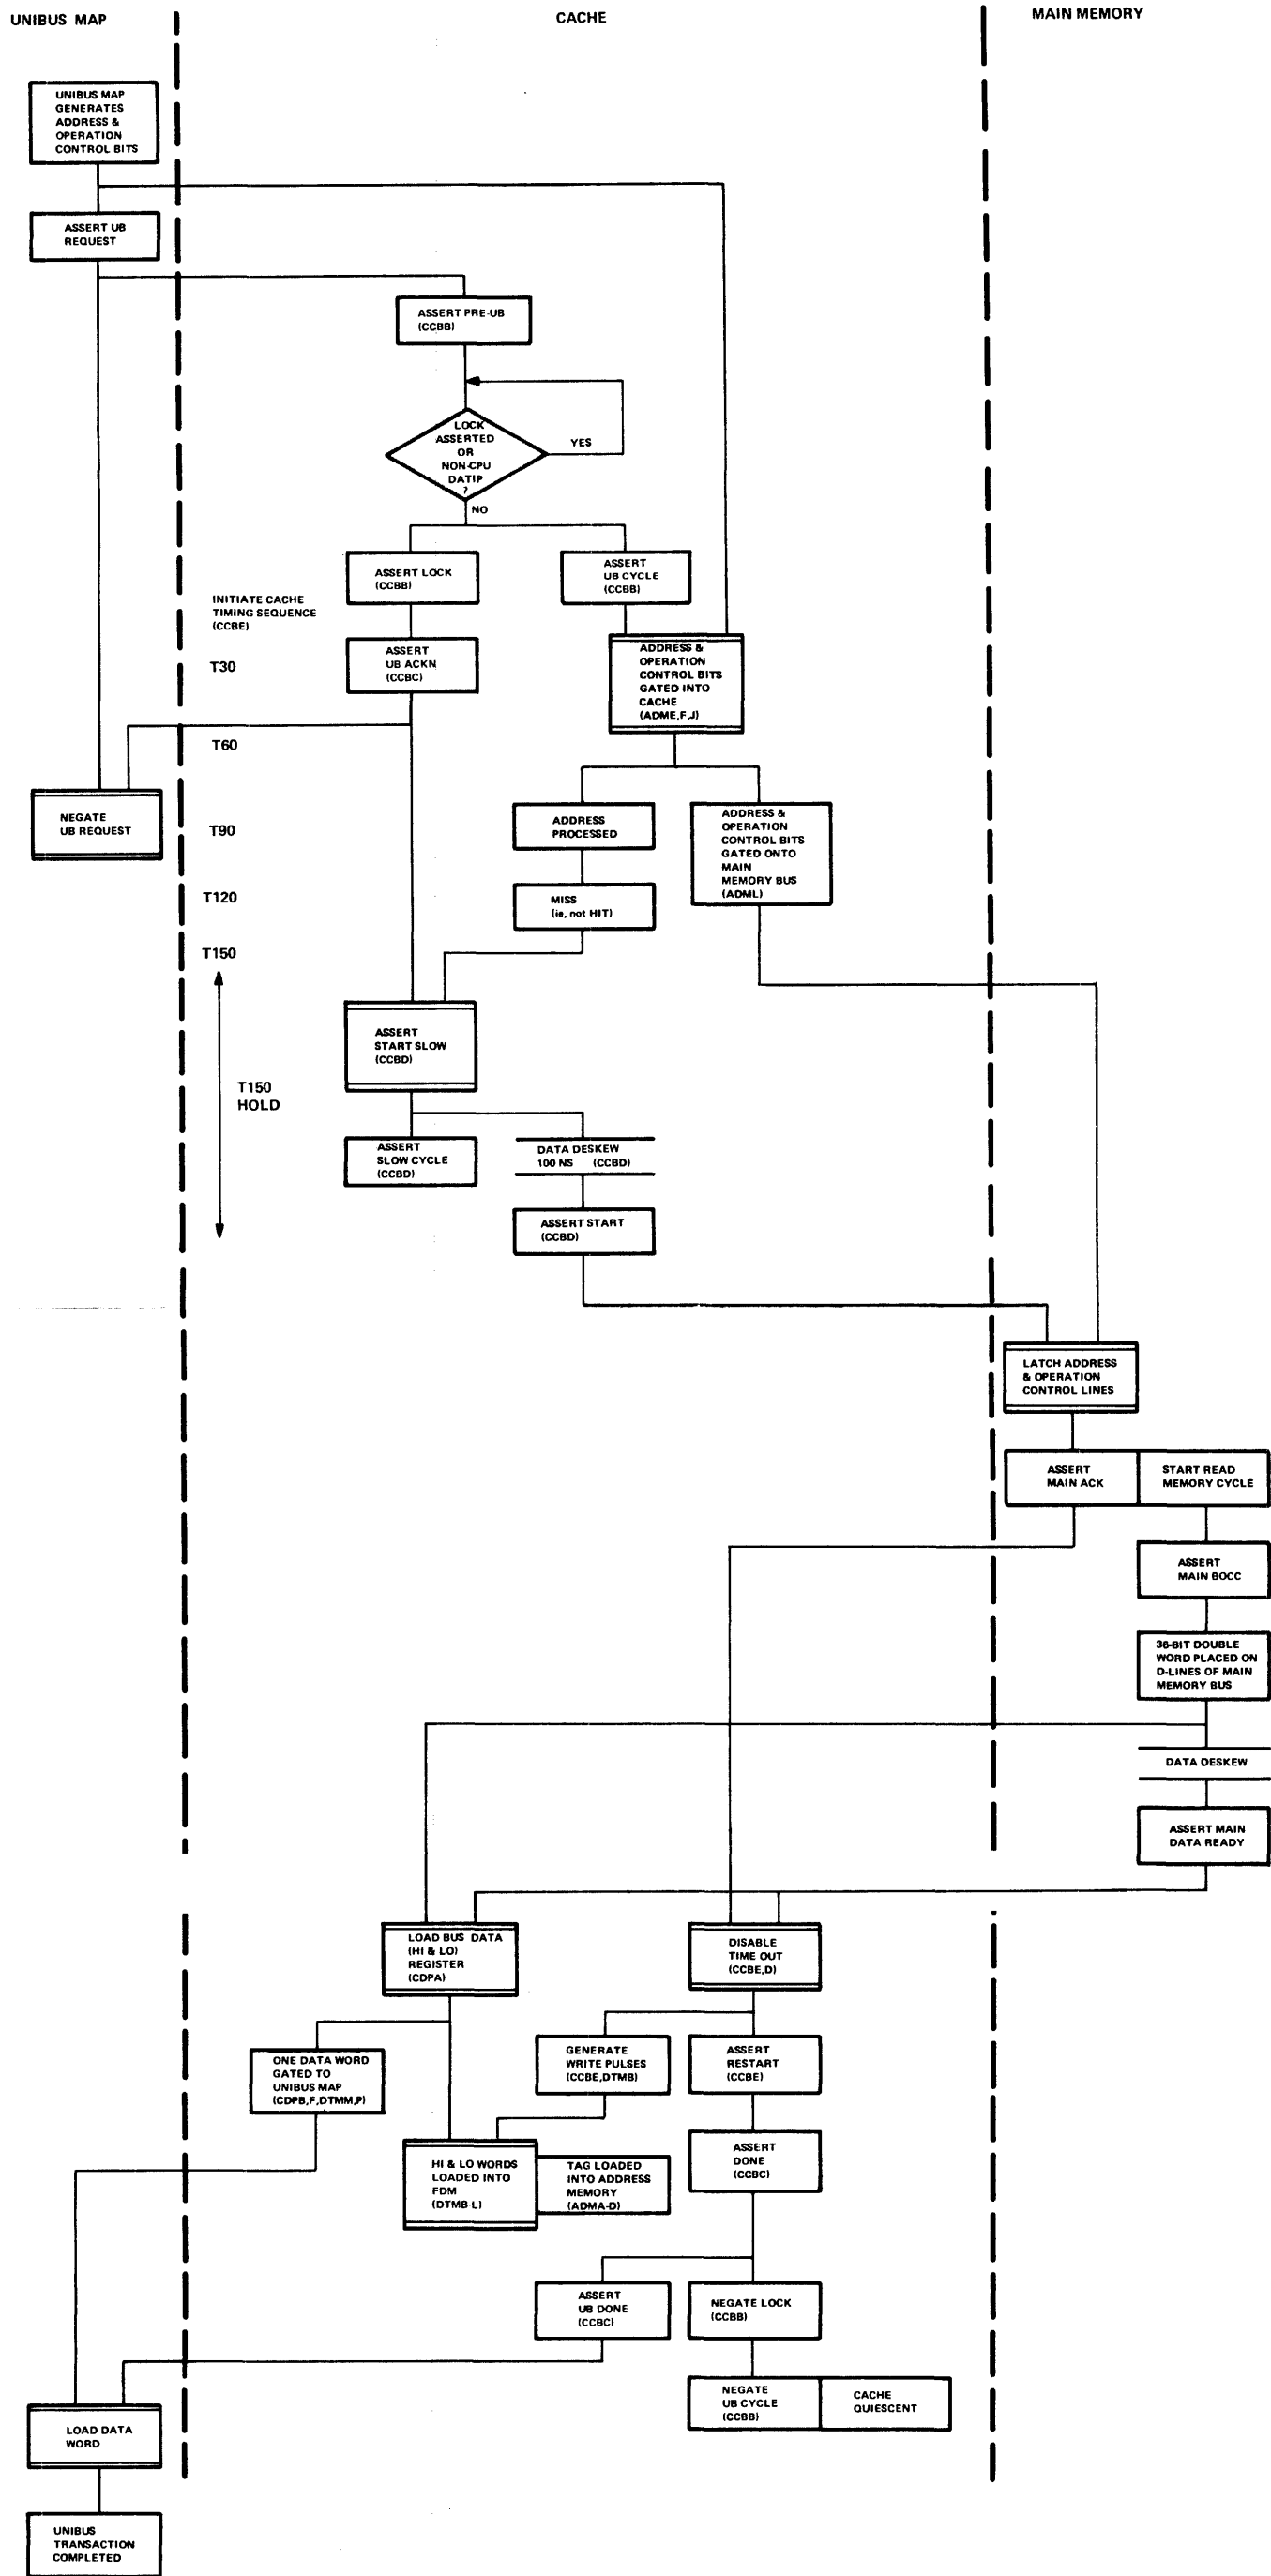 UNIBUS MAP
CACHE
MAIN MEMORY
UNIBUS MAP
GENERATES
ADDRESS &
OPERATION
CONTROL BITS
ASSERT UB
REQUEST
ASSERT PRE-UB
(CCBB)
LOCK
ASSERTED
OR
NON-CPU
DATIP
?
YES
NO
ASSERT LOCK
(CCBB)
ASSERT
UB CYCLE
(CCBB)
INITIATE CACHE
TIMING SEQUENCE
(CCBE)
T30
ASSERT
UB ACKN
(CCBC)
ADDRESS &
OPERATION
CONTROL BITS
GATED INTO
CACHE
(ADME,F,J)
T60
NEGATE
UB REQUEST
T90
ADDRESS
PROCESSED
ADDRESS &
OPERATION
CONTROL BITS
GATED ONTO
MAIN
MEMORY BUS
(ADML)
T120
MISS
(ie, not HIT)
T150
ASSERT
START SLOW
(CCBD)
T150
HOLD
ASSERT
SLOW CYCLE
(CCBD)
DATA DESKEW
100 NS (CCBD)
ASSERT START
(CCBD)
LATCH ADDRESS
& OPERATION
CONTROL LINES
ASSERT
MAIN ACK
START READ
MEMORY CYCLE
ASSERT
MAIN BOCC
36-BIT DOUBLE
WORD PLACED ON
D-LINES OF MAIN
MEMORY BUS
DATA DESKEW
ASSERT MAIN
DATA READY
LOAD BUS DATA
(HI & LO)
REGISTER
(CDPA)
DISABLE
TIME OUT
(CCBE,D)
ONE DATA WORD
GATED TO
UNIBUS MAP
(CDPB,F,DTMM,P)
GENERATE
WRITE PULSES
(CCBE,DTMB)
ASSERT
RESTART
(CCBE)
HI & LO WORDS
LOADED INTO
FDM
(DTMB-L)
TAG LOADED
INTO ADDRESS
MEMORY
(ADMA-D)
ASSERT
DONE
(CCBC)
ASSERT
UB DONE
(CCBC)
NEGATE LOCK
(CCBB)
NEGATE
UB CYCLE
(CCBB)
CACHE
QUIESCENT
LOAD DATA
WORD
UNIBUS
TRANSACTION
COMPLETED